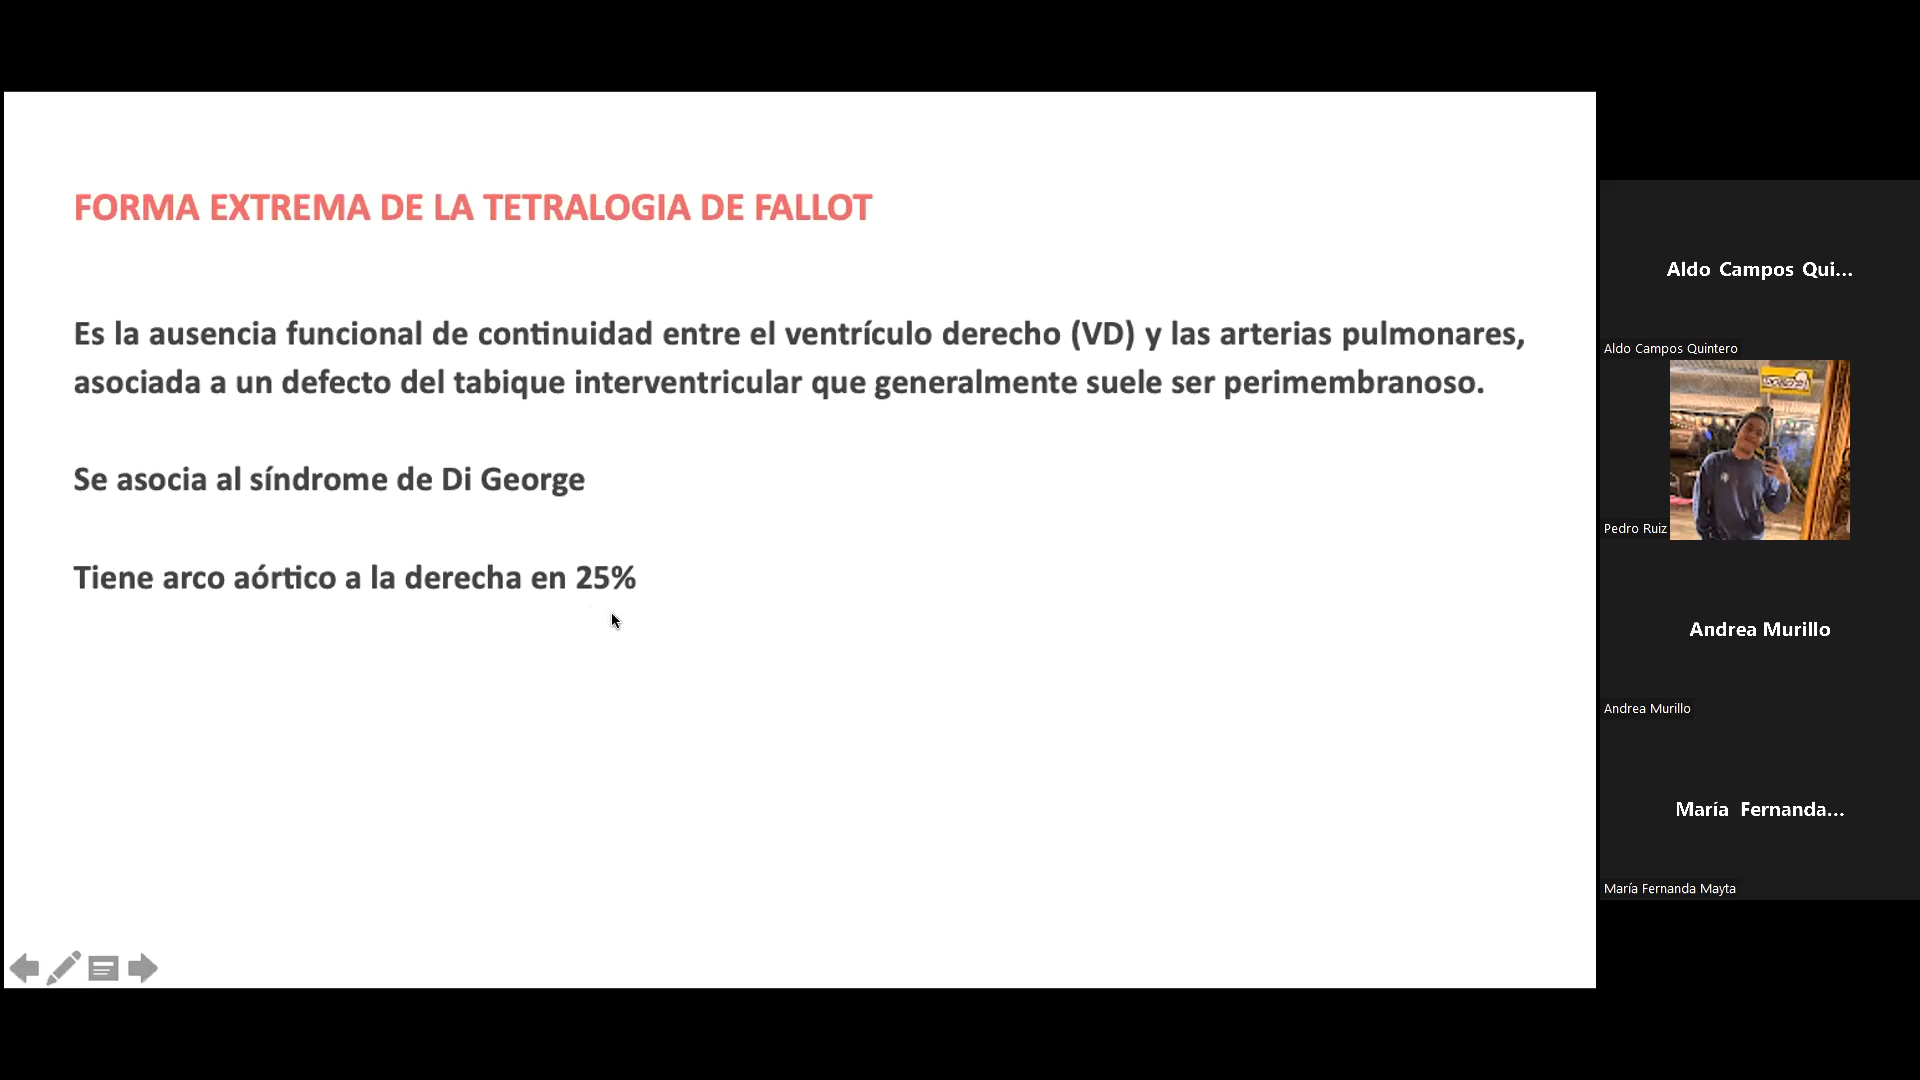 FORMA EXTREMA DE LA TETRALOGIA DE FALLOT
Es la ausencia funcional de continuidad entre el ventrículo derecho (VD) y las arterias pulmonares,
asociada a un defecto del tabique interventricular que generalmente suele ser perimembranoso.
Se asocia al síndrome de Di George
Tiene arco aórtico a la derecha en 25%
Aldo Campos Qui...
Aldo Campos Quintero
Pedro Ruiz
Andrea Murillo
Andrea Murillo
María Fernanda...
María Fernanda Mayta